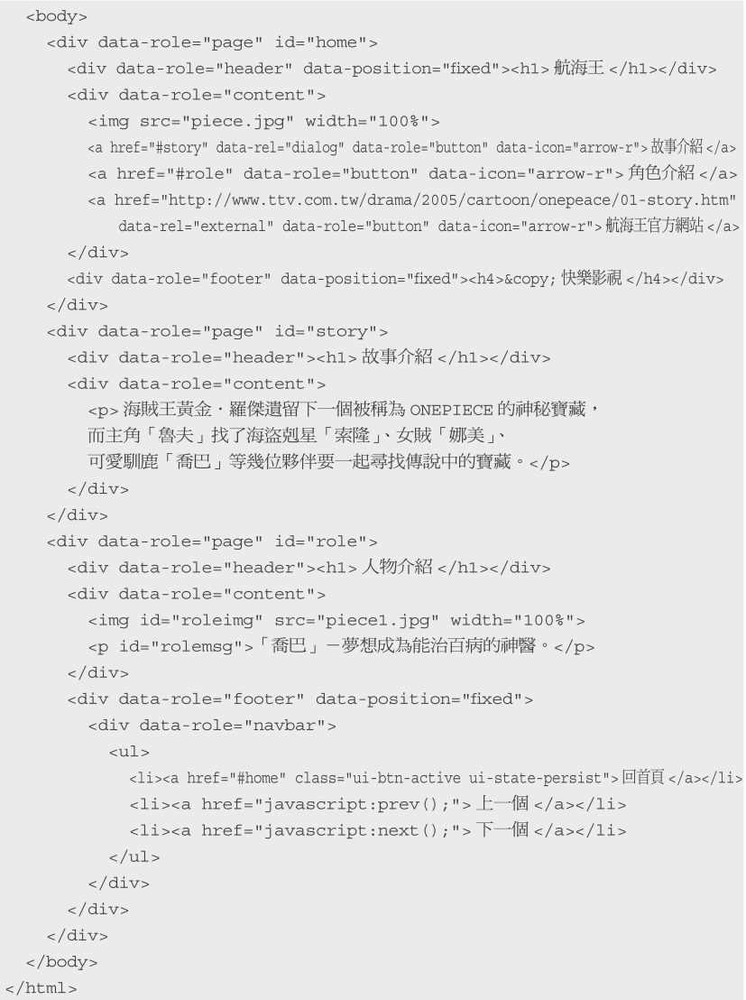 <body>
<div data-role="page" id="home">
<div data-role="header" data-position="fixed"><h1> 航海王 </h1></div>
<div data-role="content">
<img src="piece.jpg" width="100%">
<a href="#story" data-rel="dialog" data-role="button" data-icon="arrow-r"> 故事介紹 </a>
<a href="#role" data-role="button" data-icon="arrow-r"> 角色介紹 </a>
<a href="http://www.ttv.com.tw/drama/2005/cartoon/onepeace/01-story.htm"
data-rel="external" data-role="button" data-icon="arrow-r"> 航海王官方網站 </a>
</div>
<div data-role="footer" data-position="fixed"><h4>&copy; 快樂影視 </h4></div>
</div>
<div data-role="page" id="story">
<div data-role="header"><h1> 故事介紹 </h1></div>
<div data-role="content">
<p> 海賊王黃金．羅傑遺留下一個被稱為 ONEPIECE 的神秘寶藏，
而主角「魯夫」找了海盜剋星「索隆」、女賊「娜美」、
可愛馴鹿「喬巴」等幾位夥伴要一起尋找傳說中的寶藏。</p>
</div>
</div>
<div data-role="page" id="role">
<div data-role="header"><h1> 人物介紹 </h1></div>
<div data-role="content">
<img id="roleimg" src="piece1.jpg" width="100%">
<p id="rolemsg">「喬巴」－夢想成為能治百病的神醫。</p>
</div>
<div data-role="footer" data-position="fixed">
<div data-role="navbar">
<ul>
<li><a href="#home" class="ui-btn-active ui-state-persist"> 回首頁 </a></li>
<li><a href="javascript:prev();"> 上一個 </a></li>
<li><a href="javascript:next();"> 下一個 </a></li>
</ul>
</div>
</div>
</div>
</body>
</html>